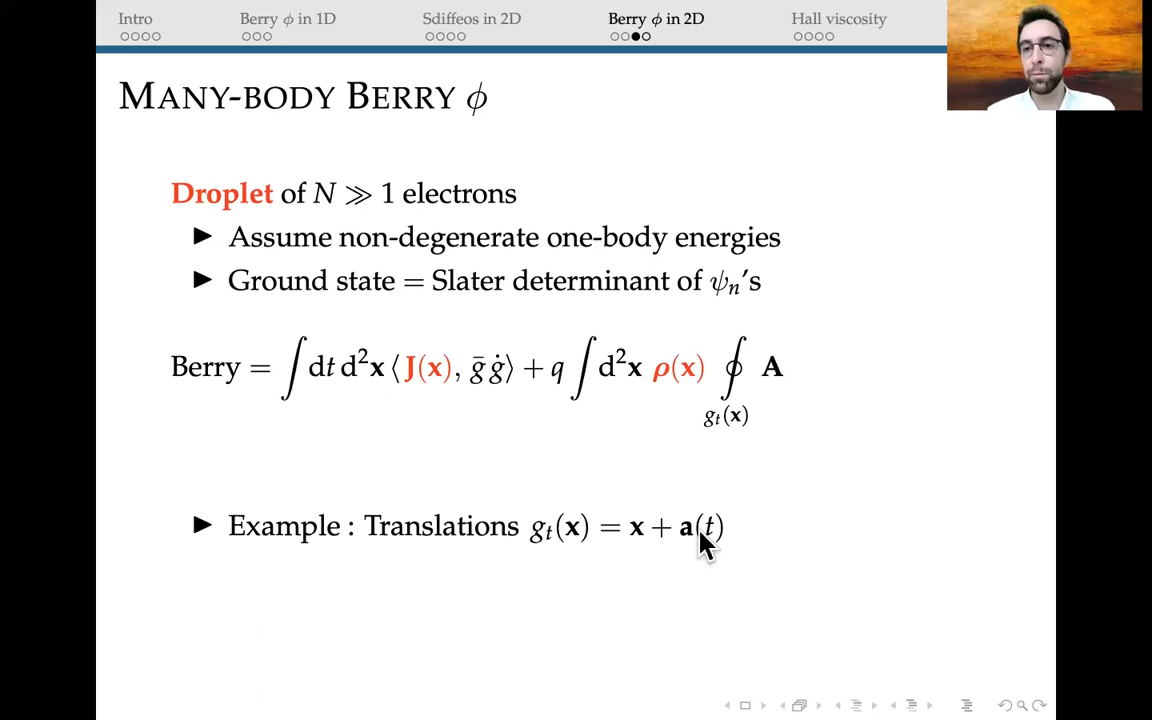 Intro Berry ϕ in 1D Sdiffeos in 2D Berry ϕ in 2D Hall viscosity
MANY-BODY BERRY ϕ
Droplet of N ≫ 1 electrons
▶ Assume non-degenerate one-body energies
▶ Ground state = Slater determinant of ψₙ's
Berry = ∫ dt d²x ⟨J(x), ḡ ġ⟩ + q ∫ d²x ρ(x) ∮ A
gₜ(x)
▶ Example : Translations gₜ(x) = x + a(t)